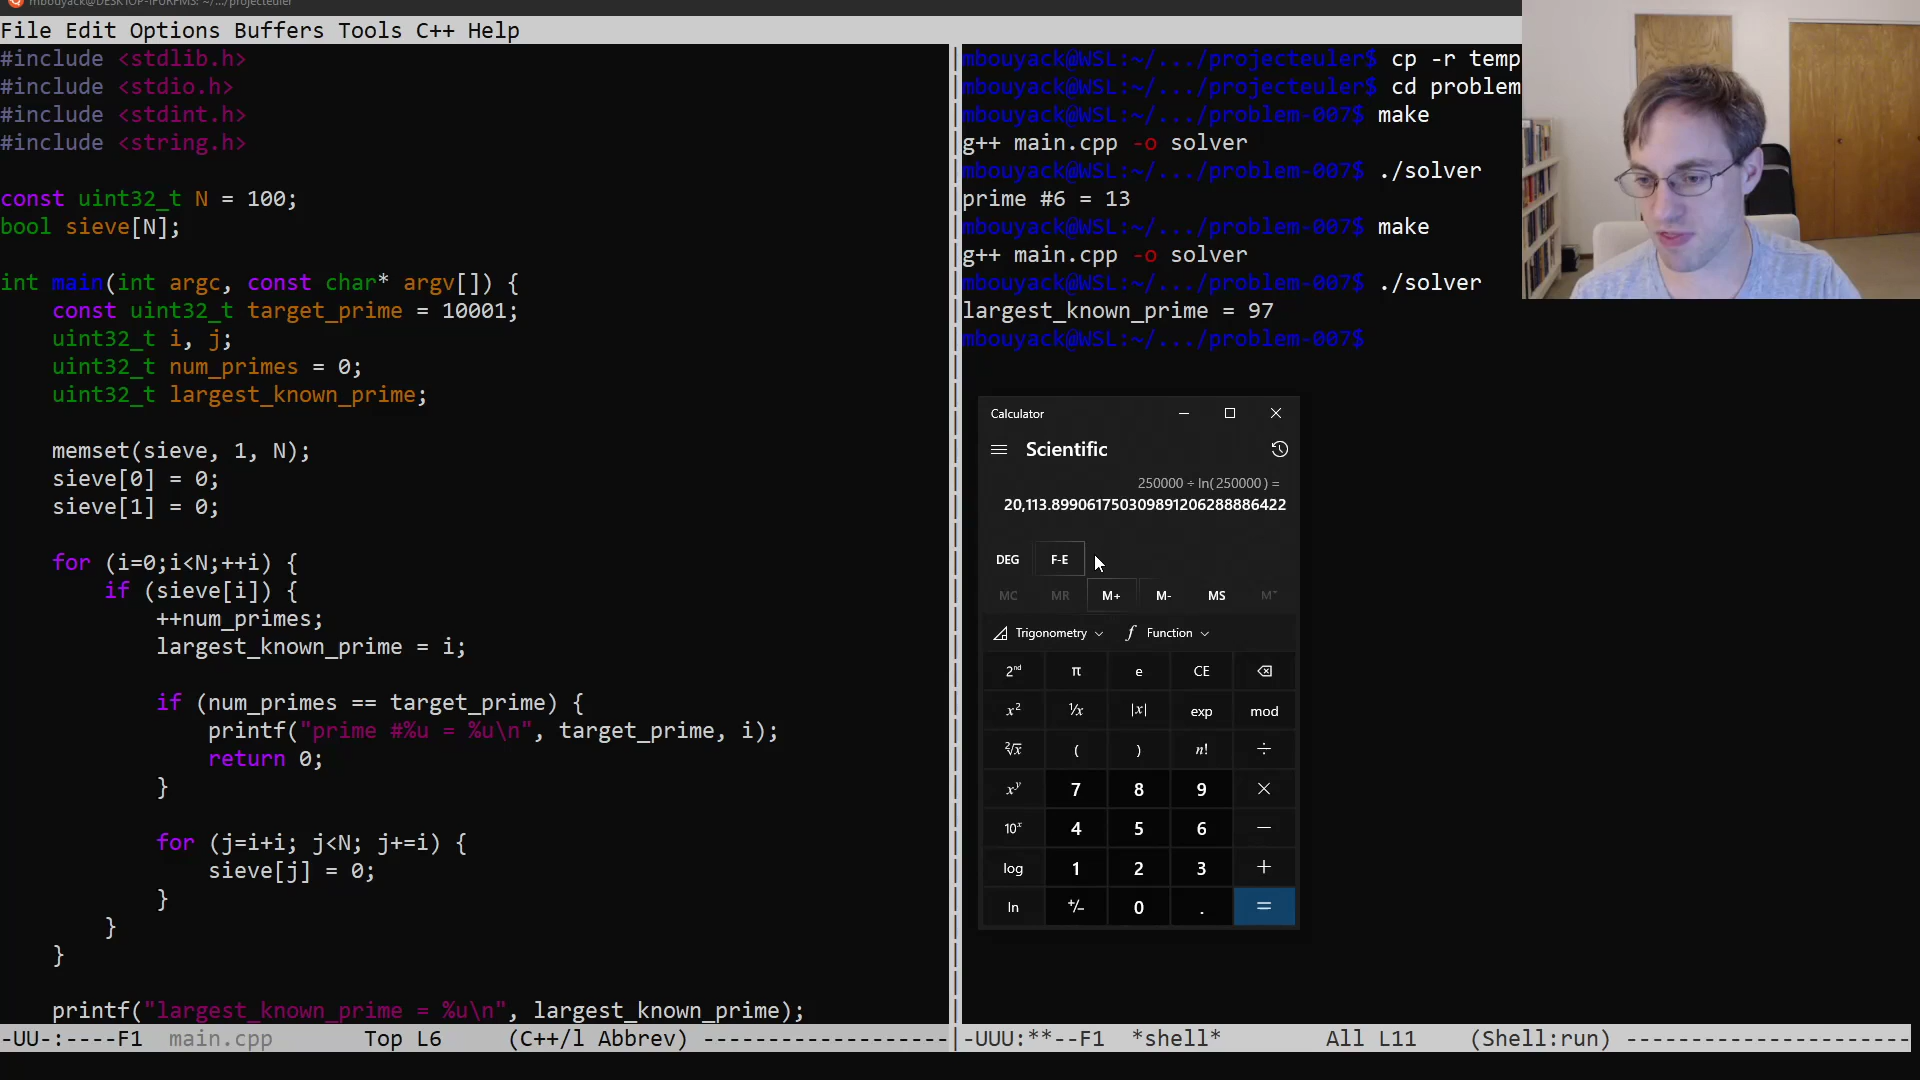 mbouyack@DESKTOP-IFURFMS: ~/.../projecteuler
File Edit Options Buffers Tools C++ Help
#include <stdlib.h>
#include <stdio.h>
#include <stdint.h>
#include <string.h>
const uint32_t N = 100;
bool sieve[N];
int main(int argc, const char* argv[]) {
const uint32_t target_prime = 10001;
uint32_t i, j;
uint32_t num_primes = 0;
uint32_t largest_known_prime;
memset(sieve, 1, N);
sieve[0] = 0;
sieve[1] = 0;
for (i=0;i<N;++i) {
if (sieve[i]) {
++num_primes;
largest_known_prime = i;
if (num_primes == target_prime) {
printf("prime #%u = %u\n", target_prime, i);
return 0;
}
for (j=i+i; j<N; j+=i) {
sieve[j] = 0;
}
}
}
printf("largest_known_prime = %u\n", largest_known_prime);
-UU-:----F1 main.cpp Top L6 (C++/l Abbrev) -------------------
mbouyack@WSL:~/.../projecteuler$ cp -r temp
mbouyack@WSL:~/.../projecteuler$ cd problem
mbouyack@WSL:~/.../problem-007$ make
g++ main.cpp -o solver
mbouyack@WSL:~/.../problem-007$ ./solver
prime #6 = 13
mbouyack@WSL:~/.../problem-007$ make
g++ main.cpp -o solver
mbouyack@WSL:~/.../problem-007$ ./solver
largest_known_prime = 97
mbouyack@WSL:~/.../problem-007$
Calculator
Scientific
250000 ÷ ln(250000) =
20,113.899061750309891206288886422
DEG F-E
MC MR M+ M- MS M˅
Trigonometry f Function
2nd π e CE
x² ¹/x |x| exp mod
²√x ( ) n! ÷
xʸ 7 8 9 ×
10ˣ 4 5 6 −
log 1 2 3 +
ln +/− 0 . =
-UUU:**--F1 *shell* All L11 (Shell:run) ----------------------